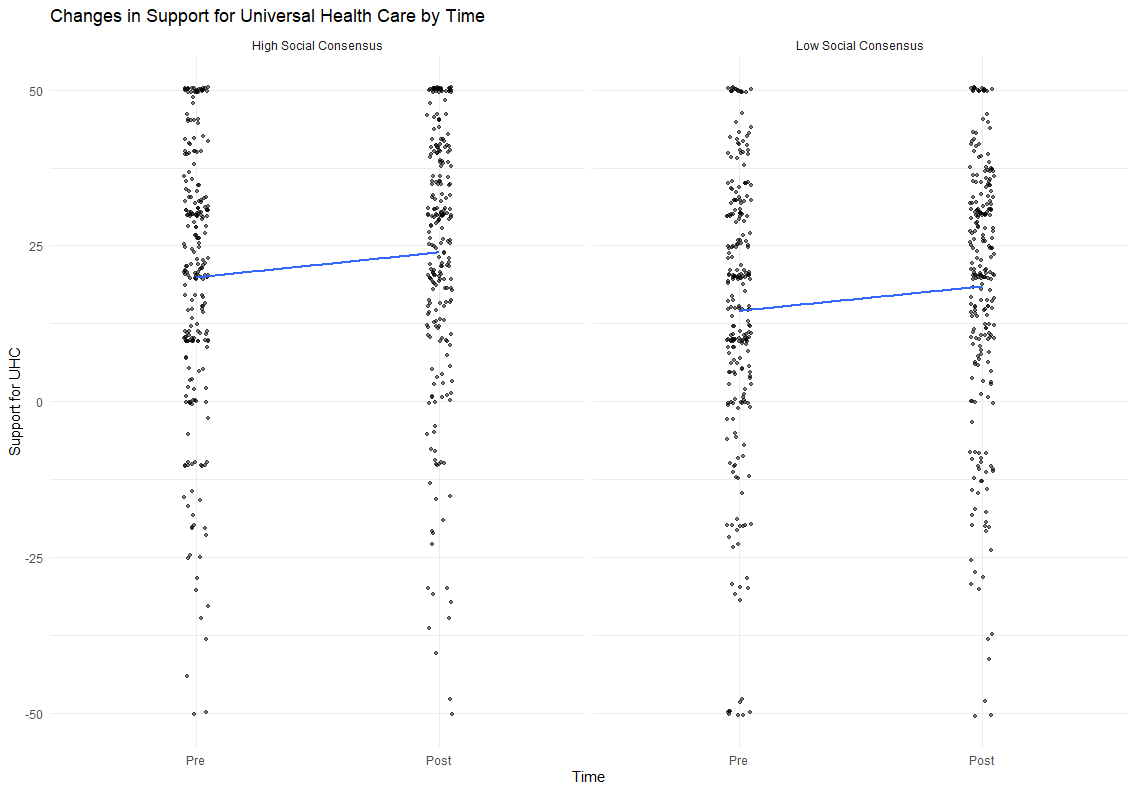 Changes in Support for Universal Health Care by Time
High Social Consensus
Low Social Consensus
50
25
0
-25
-50
Support for UHC
Pre
Post
Pre
Post
Time